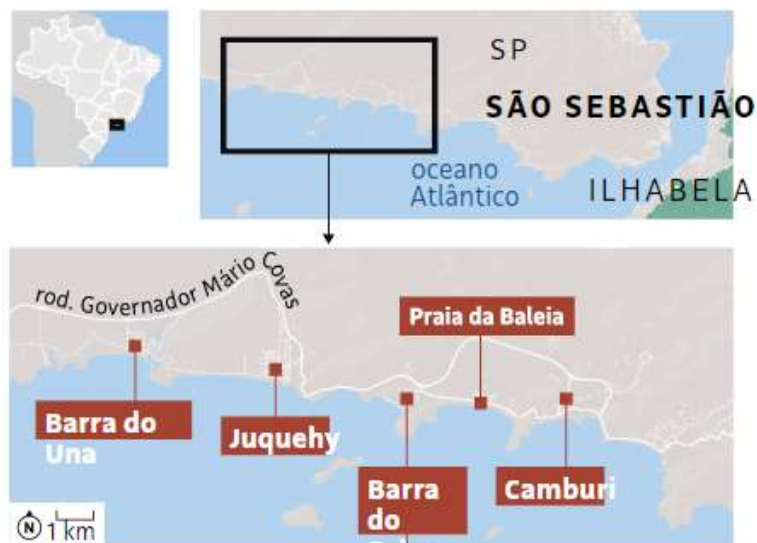 SP
SÃO SEBASTIÃO
oceano
Atlântico
ILHABELA
rod. Governador Mário Covas
Praia da Baleia
Barra do
Una
Juquehy
Barra
do
Camburi
N
1 km